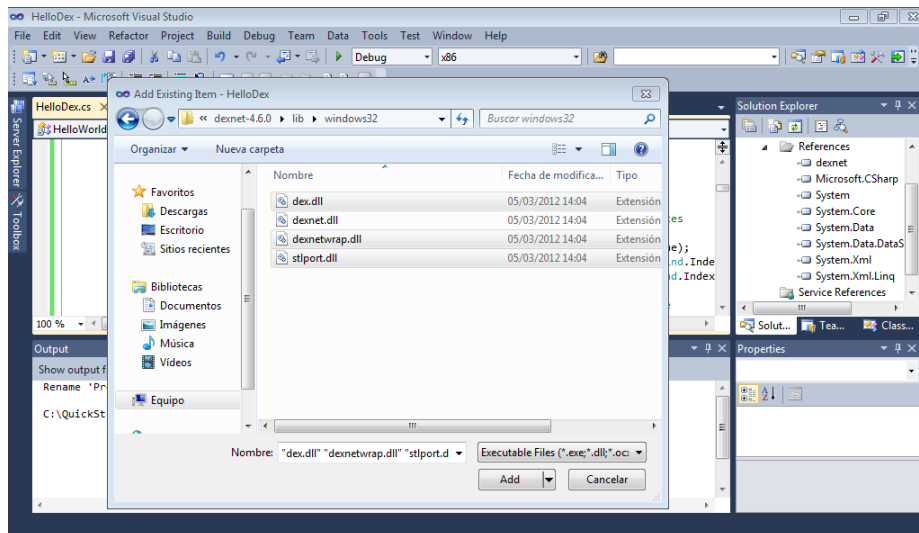 HelloDex - Microsoft Visual Studio
File Edit View Refactor Project Build Debug Team Data Tools Test Window Help
Debug x86
HelloDex.cs
Add Existing Item - HelloDex
Solution Explorer
HelloWorld
« dexnet-4.6.0 lib windows32
Buscar windows32
Organizar Nueva carpeta
Server Explorer
Toolbox
Favoritos
Descargas
Escritorio
Sitios recientes
Bibliotecas
Documentos
Imágenes
Música
Vídeos
Equipo
Nombre Fecha de modifica... Tipo
dex.dll 05/03/2012 14:04 Extensión
dexnet.dll 05/03/2012 14:04 Extensión
dexnetwrap.dll 05/03/2012 14:04 Extensión
stlport.dll 05/03/2012 14:04 Extensión
Nombre: "dex.dll" "dexnetwrap.dll" "stlport.d
Executable Files (*.exe;*.dll;*.oc:
Add Cancelar
References
dexnet
Microsoft.CSharp
System
System.Core
System.Data
System.Data.DataS
System.Xml
System.Xml.Linq
Service References
Solut... Tea... Class...
100 %
Output
Show output f
Rename 'Pr
C:\QuickSt
Properties